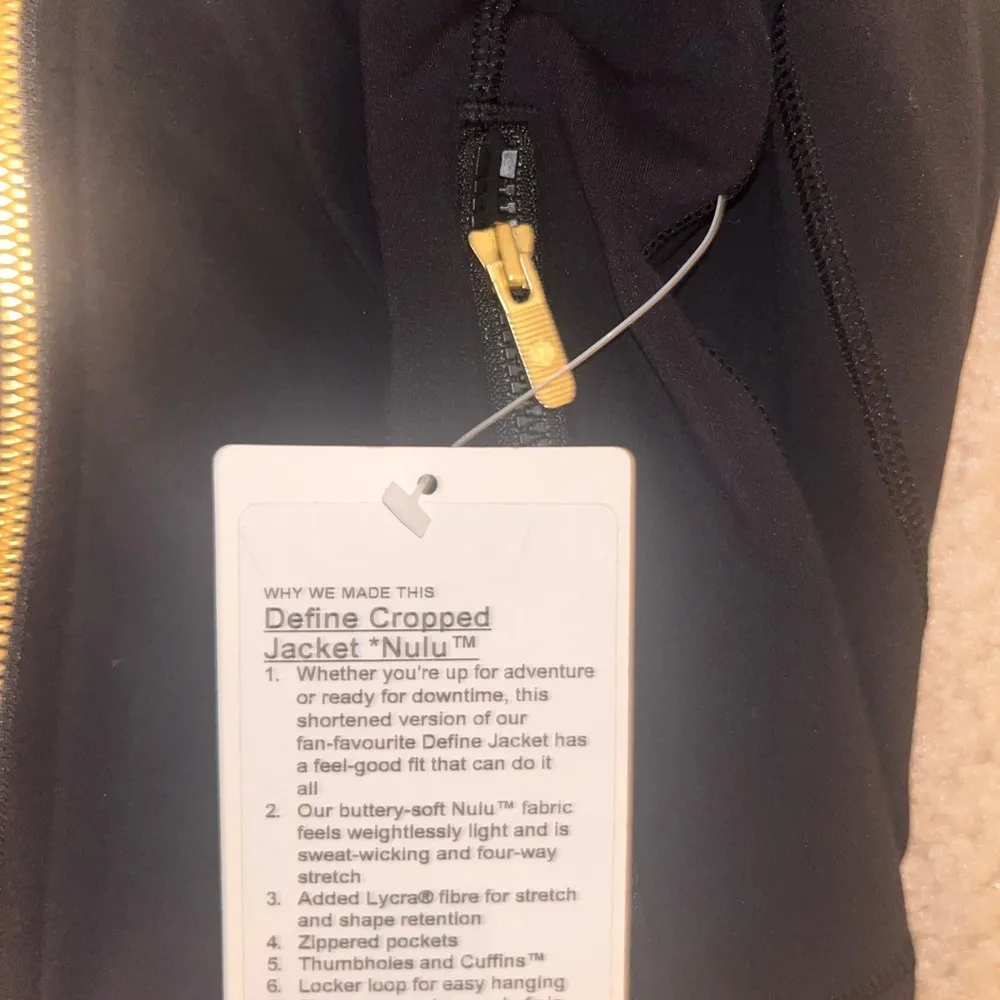 WHY WE MADE THIS
Define Cropped
Jacket *Nulu™
1. Whether you're up for adventure
or ready for downtime, this
shortened version of our
fan-favourite Define Jacket has
a feel-good fit that can do it
all
2. Our buttery-soft Nulu™ fabric
feels weightlessly light and is
sweat-wicking and four-way
stretch
3. Added Lycra® fibre for stretch
and shape retention
4. Zippered pockets
5. Thumbholes and Cuffins™
6. Locker loop for easy hanging